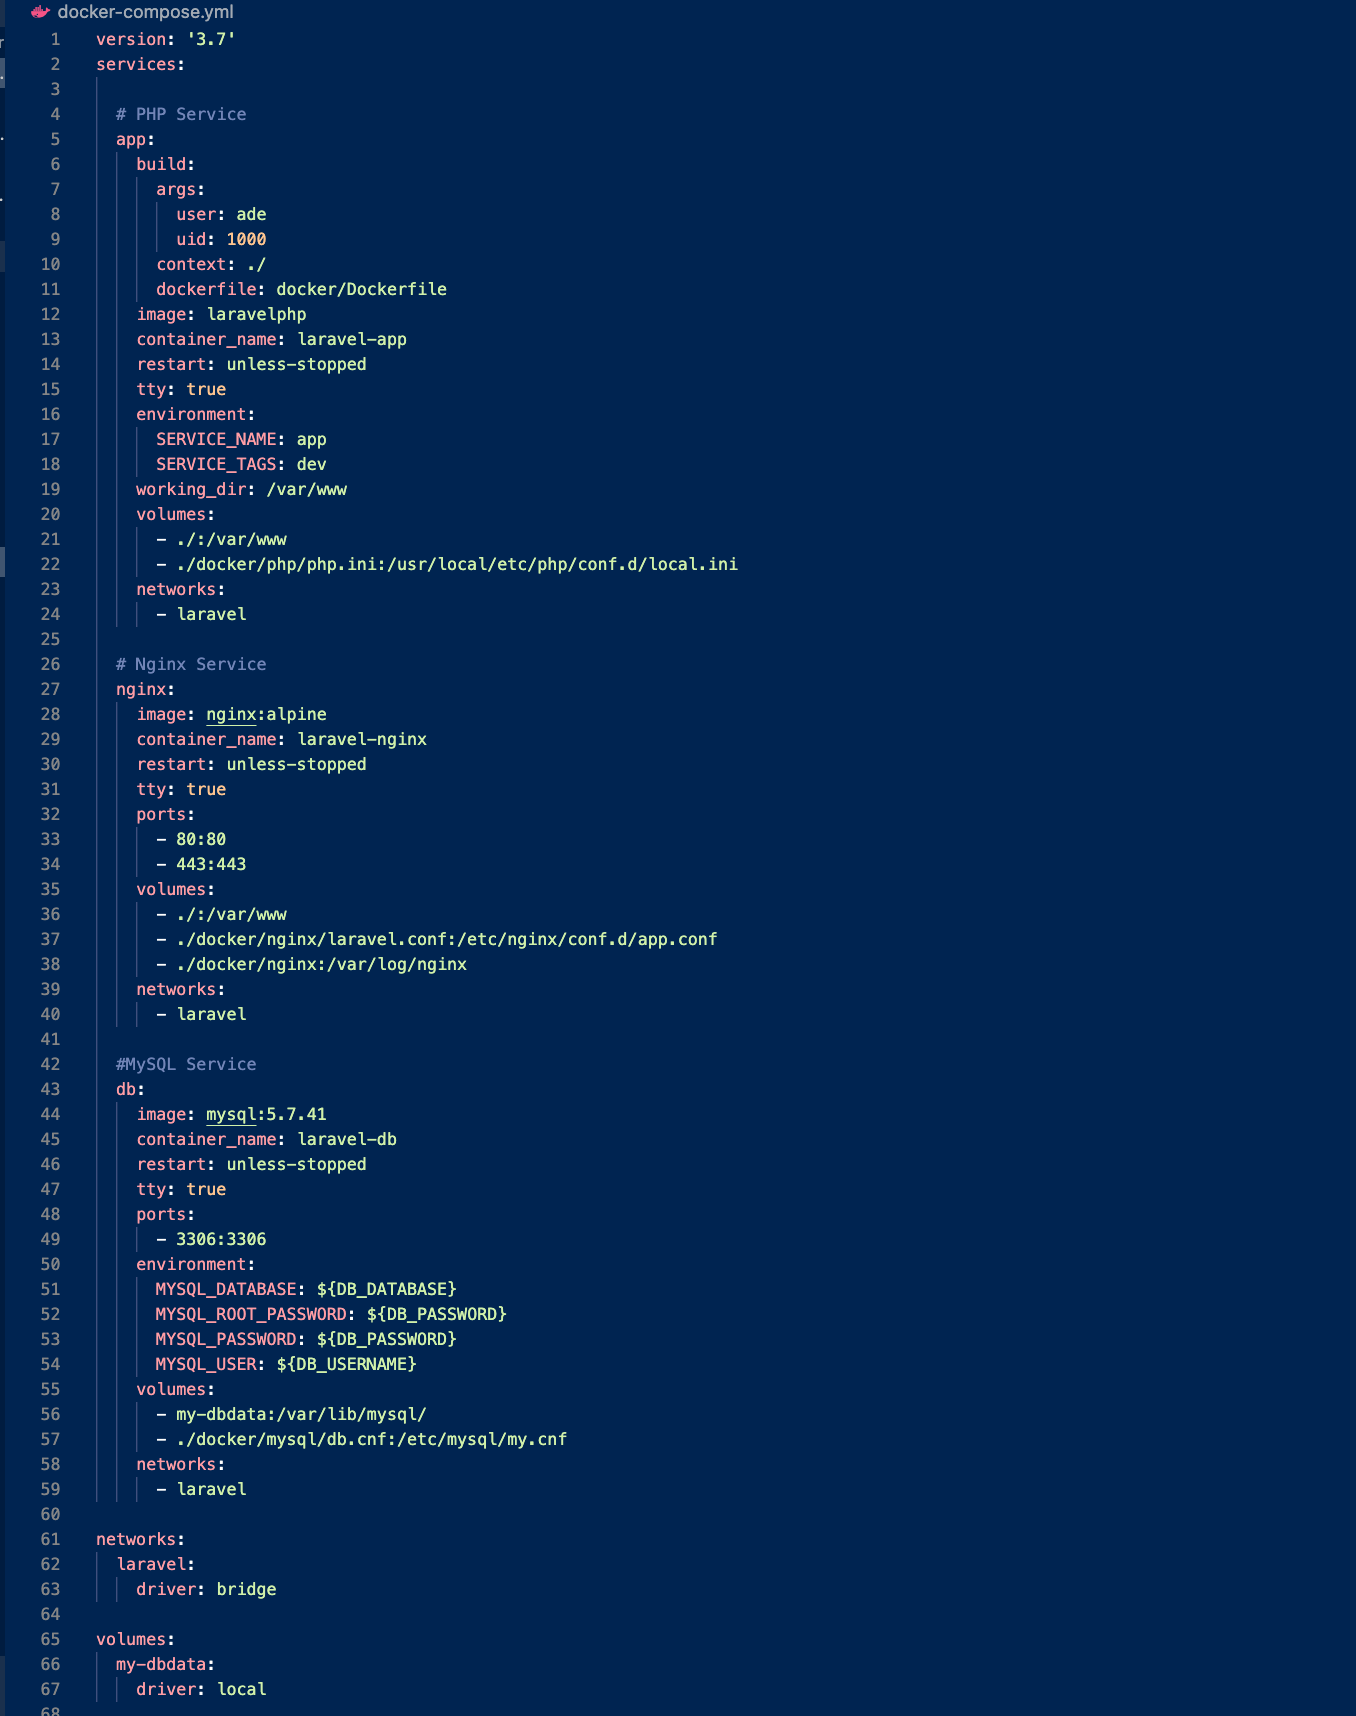 docker-compose.yml
1 version: '3.7'
2 services:
3
4   # PHP Service
5   app:
6     build:
7       args:
8         user: ade
9         uid: 1000
10       context: ./
11       dockerfile: docker/Dockerfile
12     image: laravelphp
13     container_name: laravel-app
14     restart: unless-stopped
15     tty: true
16     environment:
17       SERVICE_NAME: app
18       SERVICE_TAGS: dev
19     working_dir: /var/www
20     volumes:
21       - ./:/var/www
22       - ./docker/php/php.ini:/usr/local/etc/php/conf.d/local.ini
23     networks:
24       - laravel
25
26   # Nginx Service
27   nginx:
28     image: nginx:alpine
29     container_name: laravel-nginx
30     restart: unless-stopped
31     tty: true
32     ports:
33       - 80:80
34       - 443:443
35     volumes:
36       - ./:/var/www
37       - ./docker/nginx/laravel.conf:/etc/nginx/conf.d/app.conf
38       - ./docker/nginx:/var/log/nginx
39     networks:
40       - laravel
41
42   #MySQL Service
43   db:
44     image: mysql:5.7.41
45     container_name: laravel-db
46     restart: unless-stopped
47     tty: true
48     ports:
49       - 3306:3306
50     environment:
51       MYSQL_DATABASE: ${DB_DATABASE}
52       MYSQL_ROOT_PASSWORD: ${DB_PASSWORD}
53       MYSQL_PASSWORD: ${DB_PASSWORD}
54       MYSQL_USER: ${DB_USERNAME}
55     volumes:
56       - my-dbdata:/var/lib/mysql/
57       - ./docker/mysql/db.cnf:/etc/mysql/my.cnf
58     networks:
59       - laravel
60
61 networks:
62   laravel:
63     driver: bridge
64
65 volumes:
66   my-dbdata:
67     driver: local
68